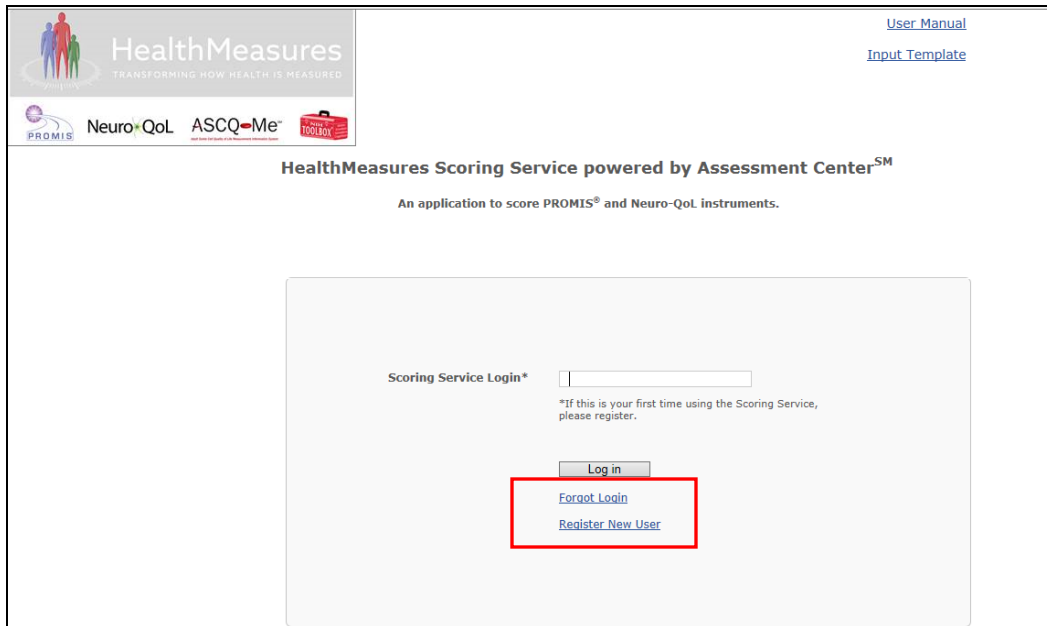 User Manual
Input Template
HealthMeasures
TRANSFORMING HOW HEALTH IS MEASURED
PROMIS
Neuro QoL
ASCQ-Me
TOOLBOX
HealthMeasures Scoring Service powered by Assessment Center SM
An application to score PROMIS® and Neuro-QoL instruments.
Scoring Service Login*
*If this is your first time using the Scoring Service,
please register.
Log in
Forgot Login
Register New User